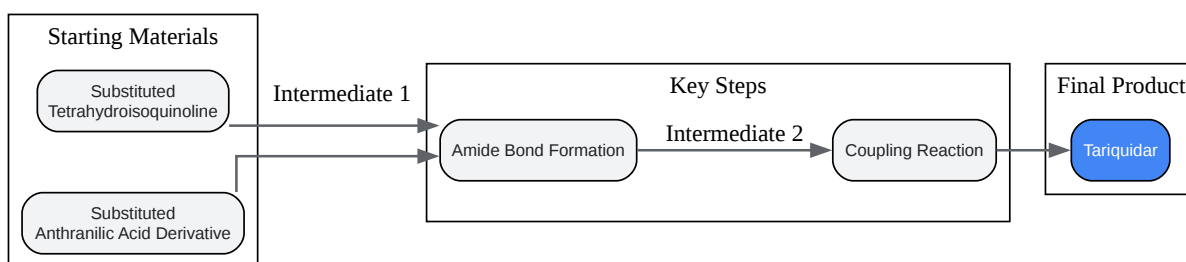 Starting Materials
Substituted
Tetrahydroisoquinoline
Substituted
Anthranilic Acid Derivative
Intermediate 1
Key Steps
Amide Bond Formation
Intermediate 2
Coupling Reaction
Final Product
Tariquidar